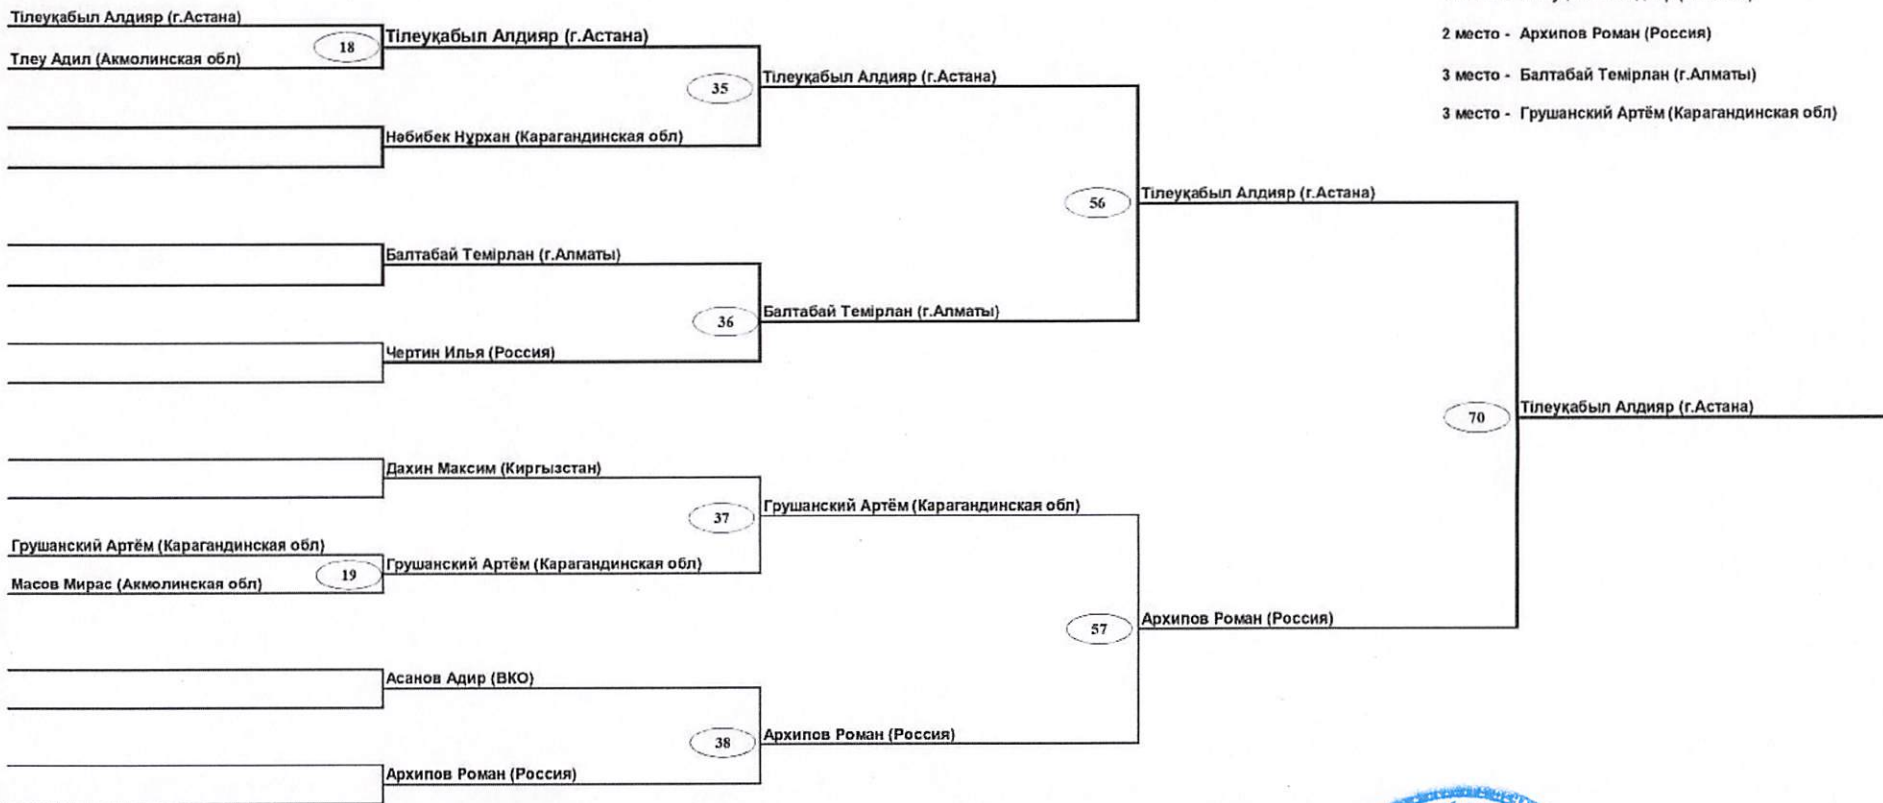 2 место - Архипов Роман (Россия)
3 место - Балтабай Темірлан (г.Алматы)
3 место - Грушанский Артём (Карагандинская обл)
Тілеуқабыл Алдияр (г.Астана)
Тлеу Адил (Акмолинская обл)
18
Тілеуқабыл Алдияр (г.Астана)
Нәбибек Нұрхан (Карагандинская обл)
35
Тілеуқабыл Алдияр (г.Астана)
Балтабай Темірлан (г.Алматы)
Чертин Илья (Россия)
36
Балтабай Темірлан (г.Алматы)
56
Тілеуқабыл Алдияр (г.Астана)
Дахин Максим (Киргызстан)
Грушанский Артём (Карагандинская обл)
Масов Мирас (Акмолинская обл)
19
Грушанский Артём (Карагандинская обл)
37
Грушанский Артём (Карагандинская обл)
Асанов Адир (ВКО)
Архипов Роман (Россия)
38
Архипов Роман (Россия)
57
Архипов Роман (Россия)
70
Тілеуқабыл Алдияр (г.Астана)